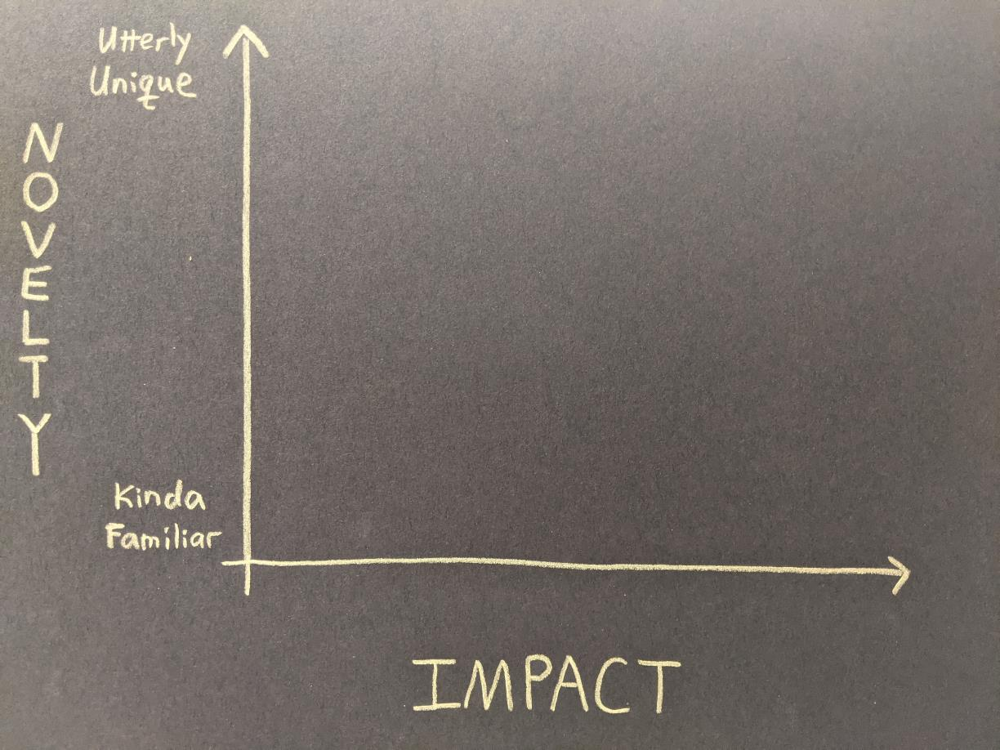 Utterly
Unique
NOVELTY
Kinda
Familiar
IMPACT